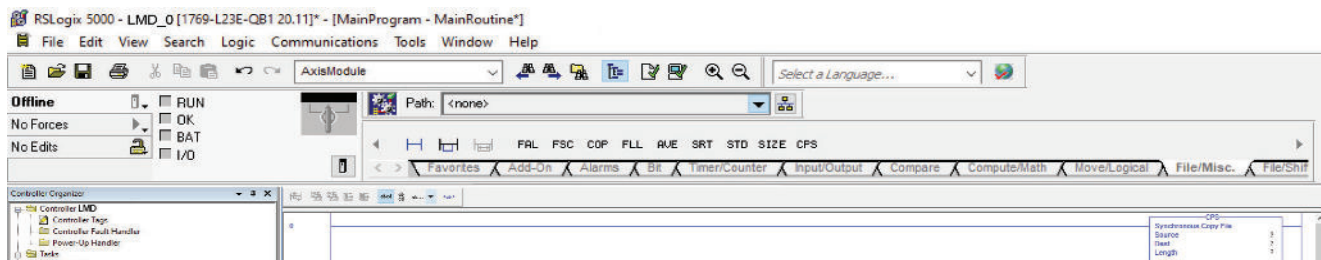 RSLogix 5000 - LMD_0 [1769-L23E-QB1 20.11]* - [MainProgram - MainRoutine*]
File Edit View Search Logic Communications Tools Window Help
AxisModule Select a Language...
Offline RUN Path: <none>
No Forces OK
No Edits BAT
I/O
FAL FSC COP FLL AVE SRT STD SIZE CPS
Favorites Add-On Alarms Bit Timer/Counter Input/Output Compare Compute/Math Move/Logical File/Misc. File/Shif
Controller Organizer
Controller LMD
Controller Tags
Controller Fault Handler
Power-Up Handler
Tasks
0
CPS
Synchronous Copy File
Source ?
Dest ?
Length ?